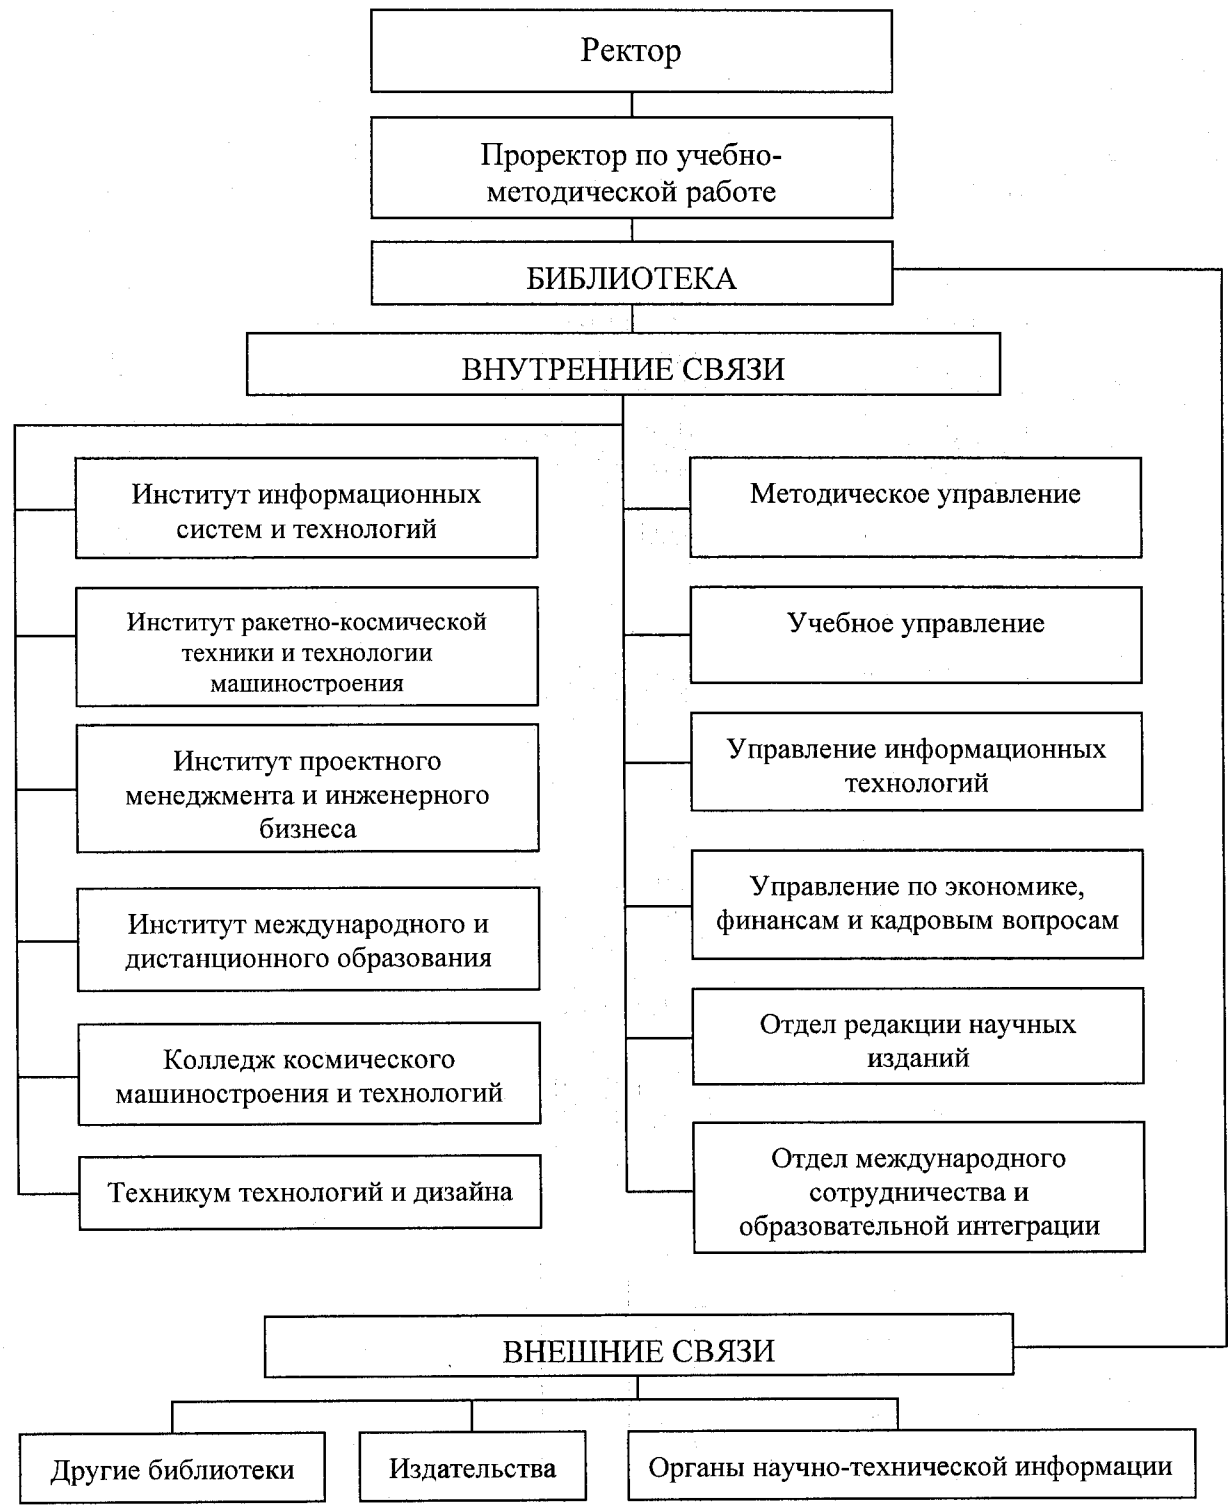 Ректор
Проректор по учебно-
методической работе
БИБЛИОТЕКА
ВНУТРЕННИЕ СВЯЗИ
Институт информационных
систем и технологий
Институт ракетно-космической
техники и технологии
машиностроения
Институт проектного
менеджмента и инженерного
бизнеса
Институт международного и
дистанционного образования
Колледж космического
машиностроения и технологий
Техникум технологий и дизайна
Методическое управление
Учебное управление
Управление информационных
технологий
Управление по экономике,
финансам и кадровым вопросам
Отдел редакции научных
изданий
Отдел международного
сотрудничества и
образовательной интеграции
ВНЕШНИЕ СВЯЗИ
Другие библиотеки
Издательства
Органы научно-технической информации